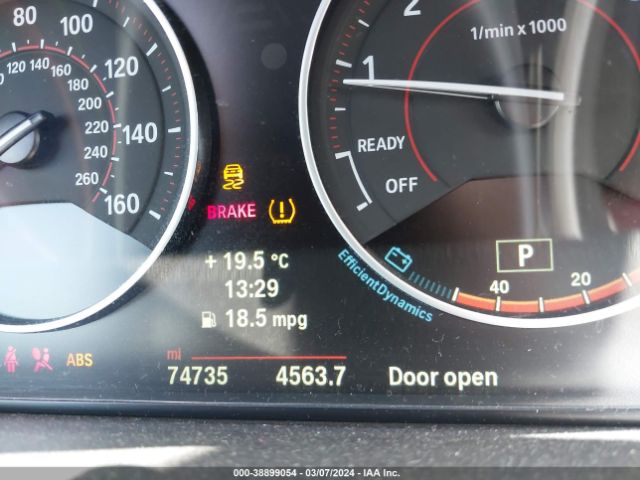 80
100
120
140
160
120 140
160
180
200
220
240
260
2
1/min x 1000
1
READY
OFF
BRAKE
(!)
+ 19.5 °C
13:29
18.5 mpg
P
EfficientDynamics
40
20
ABS
mi
74735
4563.7
Door open
000-38899054 — 03/07/2024 — IAA Inc.